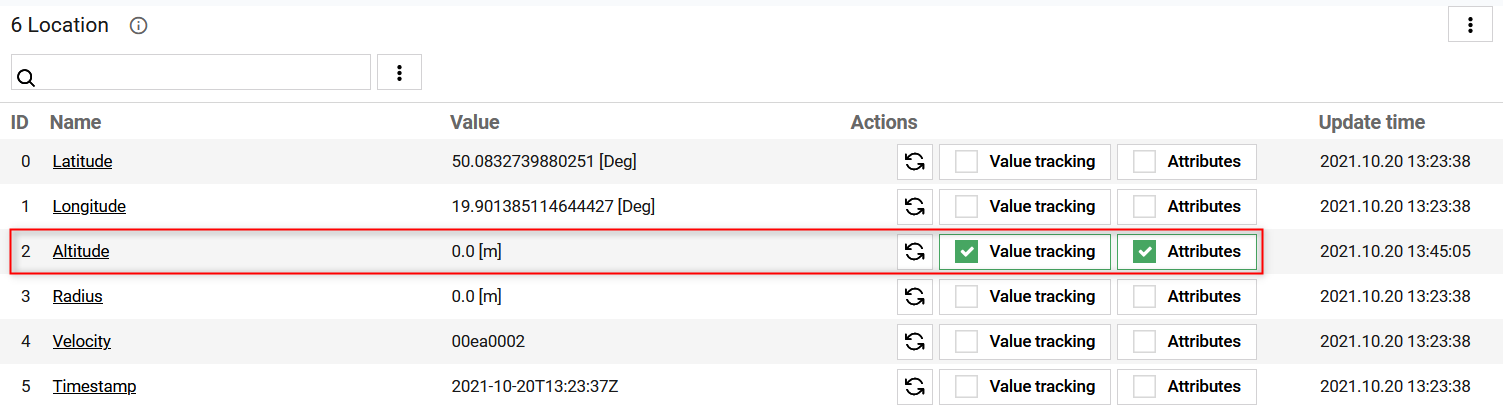 6 Location
ID Name Value Actions Update time
0 Latitude 50.0832739880251 [Deg] Value tracking Attributes 2021.10.20 13:23:38
1 Longitude 19.901385114644427 [Deg] Value tracking Attributes 2021.10.20 13:23:38
2 Altitude 0.0 [m] Value tracking Attributes 2021.10.20 13:45:05
3 Radius 0.0 [m] Value tracking Attributes 2021.10.20 13:23:38
4 Velocity 00ea0002 Value tracking Attributes 2021.10.20 13:23:38
5 Timestamp 2021-10-20T13:23:37Z Value tracking Attributes 2021.10.20 13:23:38